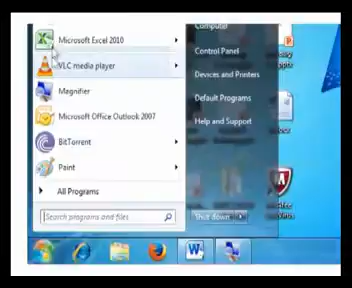 Microsoft Excel 2010
VLC media player
Magnifier
Microsoft Office Outlook 2007
BitTorrent
Paint
All Programs
Search programs and files
Computer
Control Panel
Devices and Printers
Default Programs
Help and Support
Shut down